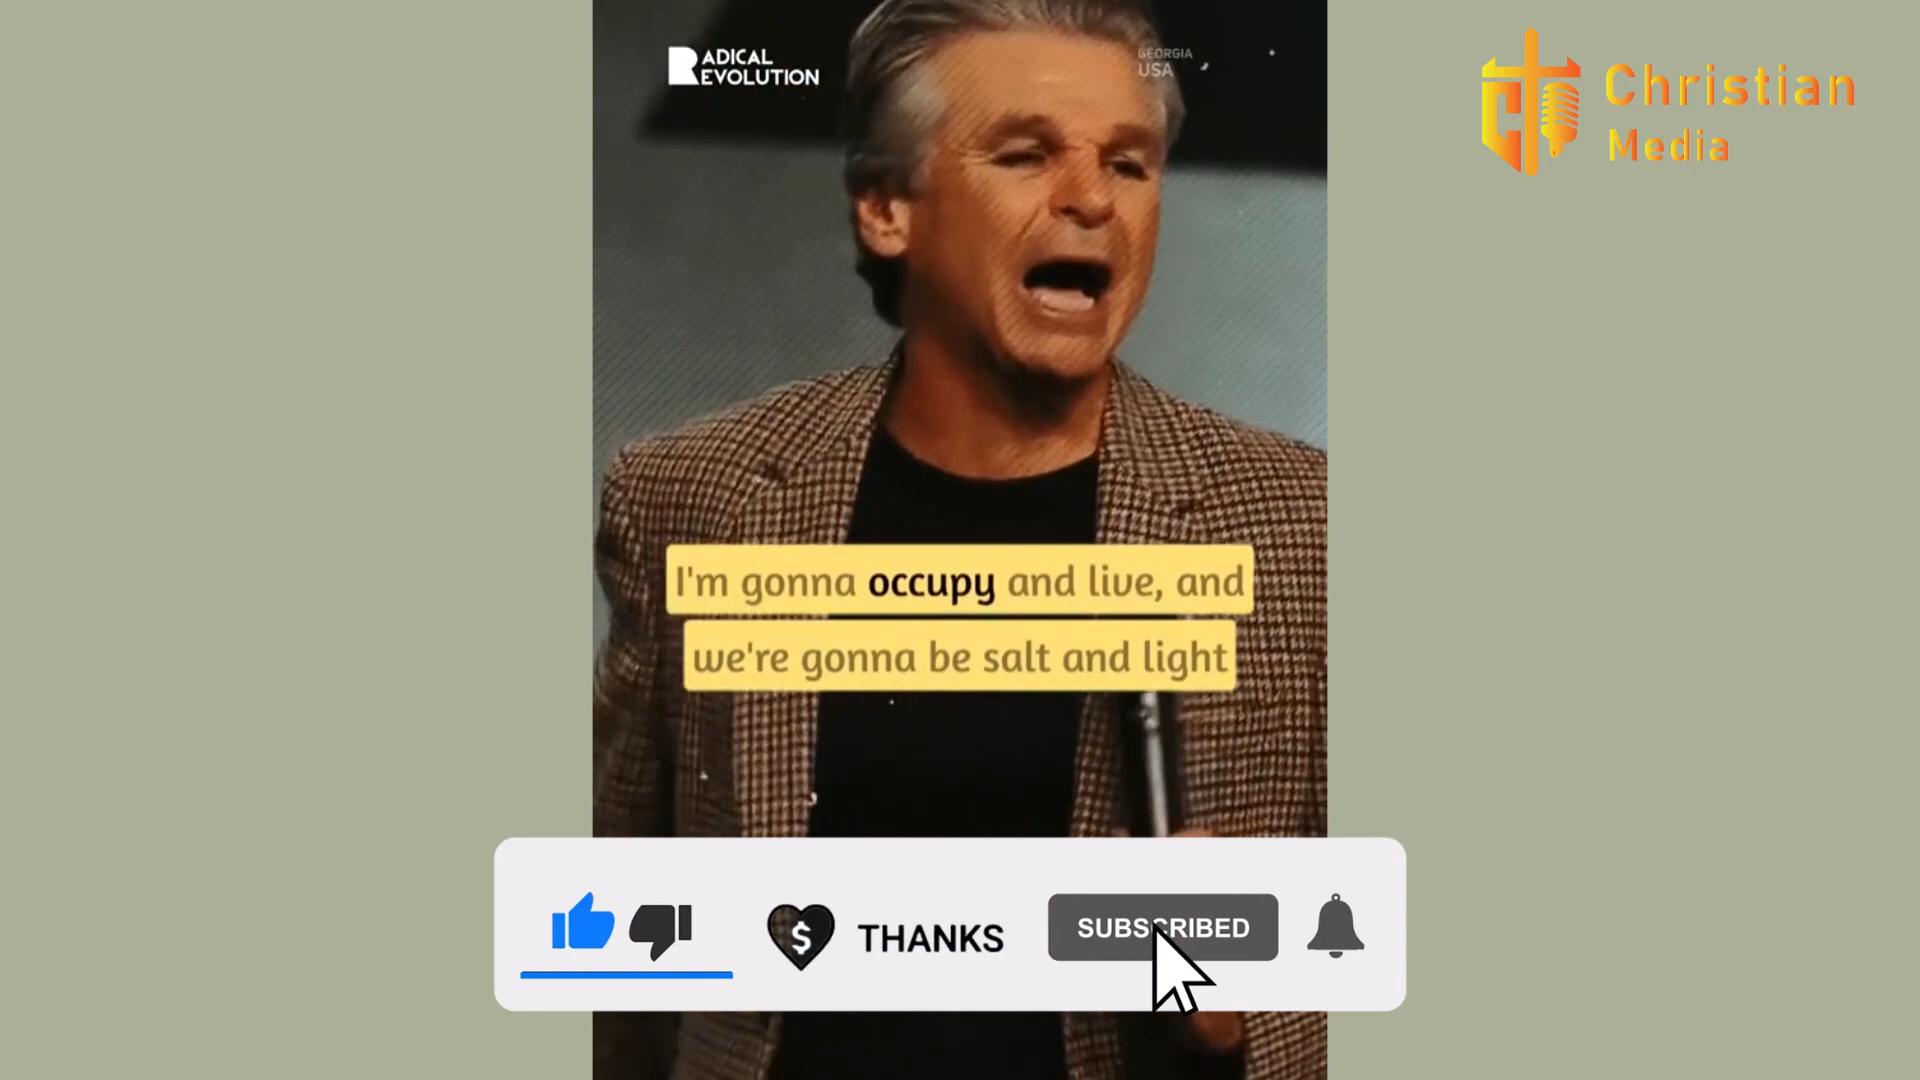 RADICAL
REVOLUTION
GEORGIA
USA
Christian
Media
I'm gonna occupy and live, and
we're gonna be salt and light
THANKS
SUBSCRIBED